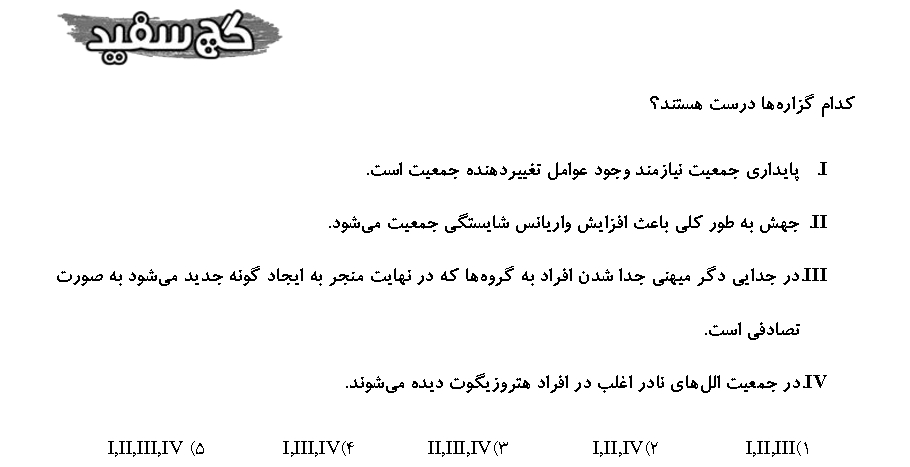 گچ سفید
کدام گزاره‌ها درست هستند؟
I. پایداری جمعیت نیازمند وجود عوامل تغییردهنده جمعیت است.
II. جهش به طور کلی باعث افزایش واریانس شایستگی جمعیت می‌شود.
III. در جدایی دگر میهنی جدا شدن افراد به گروه‌ها که در نهایت منجر به ایجاد گونه جدید می‌شود به صورت
تصادفی است.
IV. در جمعیت الل‌های نادر اغلب در افراد هتروزیگوت دیده می‌شوند.
۱)I,II,III ۲)I,II,IV ۳)II,III,IV ۴)I,III,IV ۵) I,II,III,IV